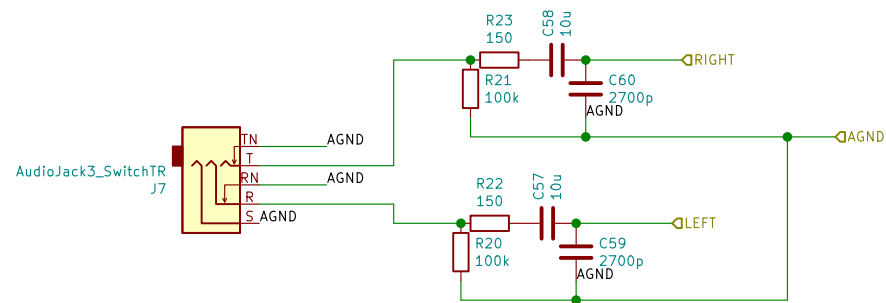 R23
150
C58
10u
RIGHT
R21
100k
C60
2700p
AGND
AGND
TN
AGND
T
AudioJack3_SwitchTR
J7
RN
AGND
R
S
AGND
R22
150
C57
10u
LEFT
R20
100k
C59
2700p
AGND